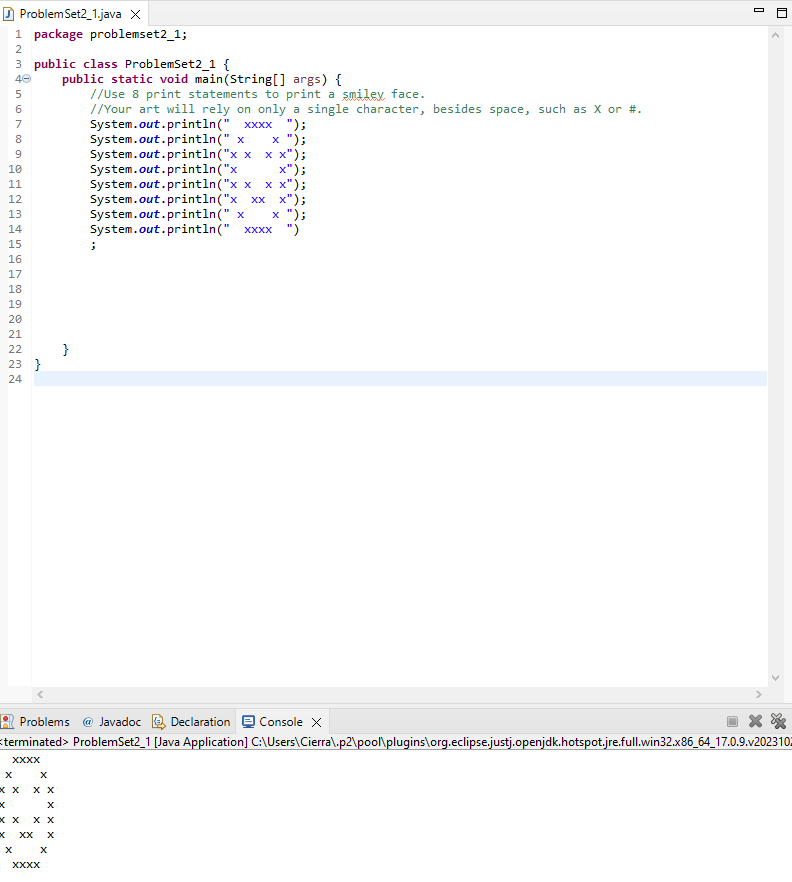 ProblemSet2_1.java
1 package problemset2_1;
2
3 public class ProblemSet2_1 {
4     public static void main(String[] args) {
5         //Use 8 print statements to print a smiley face.
6         //Your art will rely on only a single character, besides space, such as X or #.
7         System.out.println("  xxxx  ");
8         System.out.println(" x    x ");
9         System.out.println("x x  x x");
10         System.out.println("x      x");
11         System.out.println("x x  x x");
12         System.out.println("x  xx  x");
13         System.out.println(" x    x ");
14         System.out.println("  xxxx  ")
15         ;
16
17
18
19
20
21
22     }
23 }
24
Problems @ Javadoc Declaration Console
<terminated> ProblemSet2_1 [Java Application] C:\Users\Cierra\.p2\pool\plugins\org.eclipse.justj.openjdk.hotspot.jre.full.win32.x86_64_17.0.9.v202310
  xxxx
 x    x
x x  x x
x      x
x x  x x
x  xx  x
 x    x
  xxxx